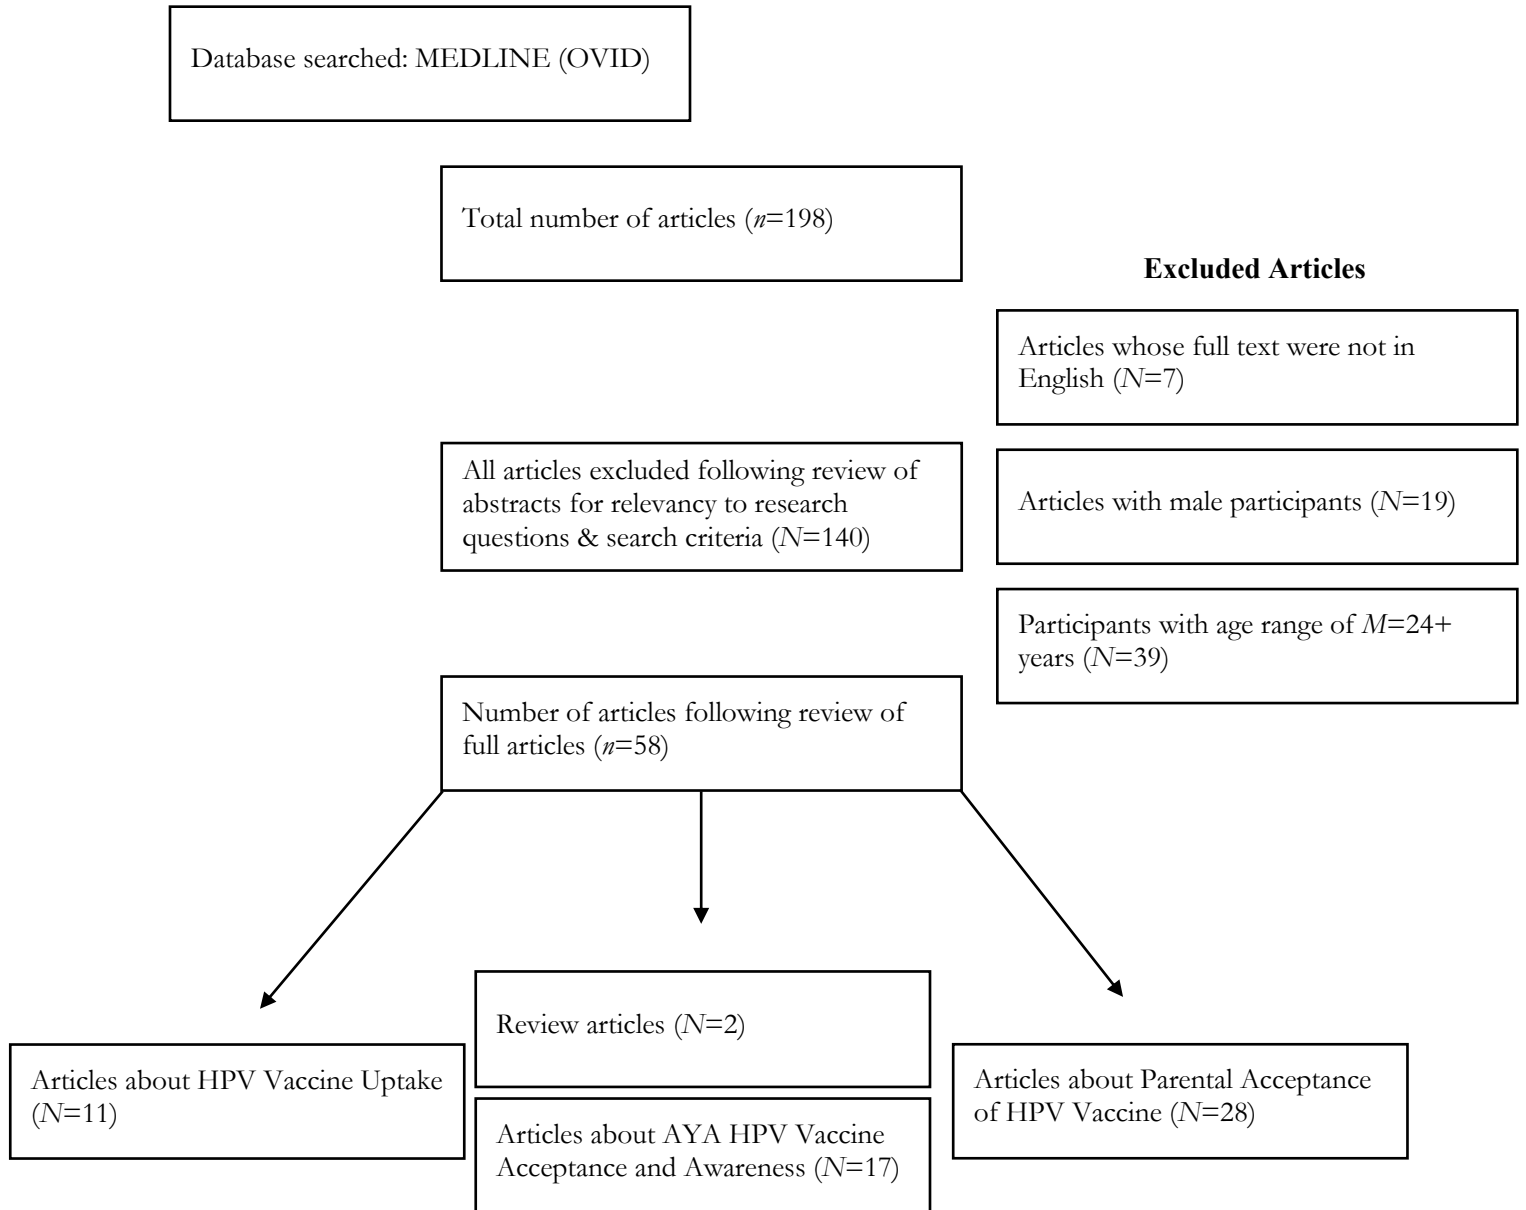 Database searched: MEDLINE (OVID)
Total number of articles (n=198)
Excluded Articles
Articles whose full text were not in
English (N=7)
All articles excluded following review of
abstracts for relevancy to research
questions & search criteria (N=140)
Articles with male participants (N=19)
Participants with age range of M=24+
years (N=39)
Number of articles following review of
full articles (n=58)
Articles about HPV Vaccine Uptake
(N=11)
Review articles (N=2)
Articles about AYA HPV Vaccine
Acceptance and Awareness (N=17)
Articles about Parental Acceptance
of HPV Vaccine (N=28)